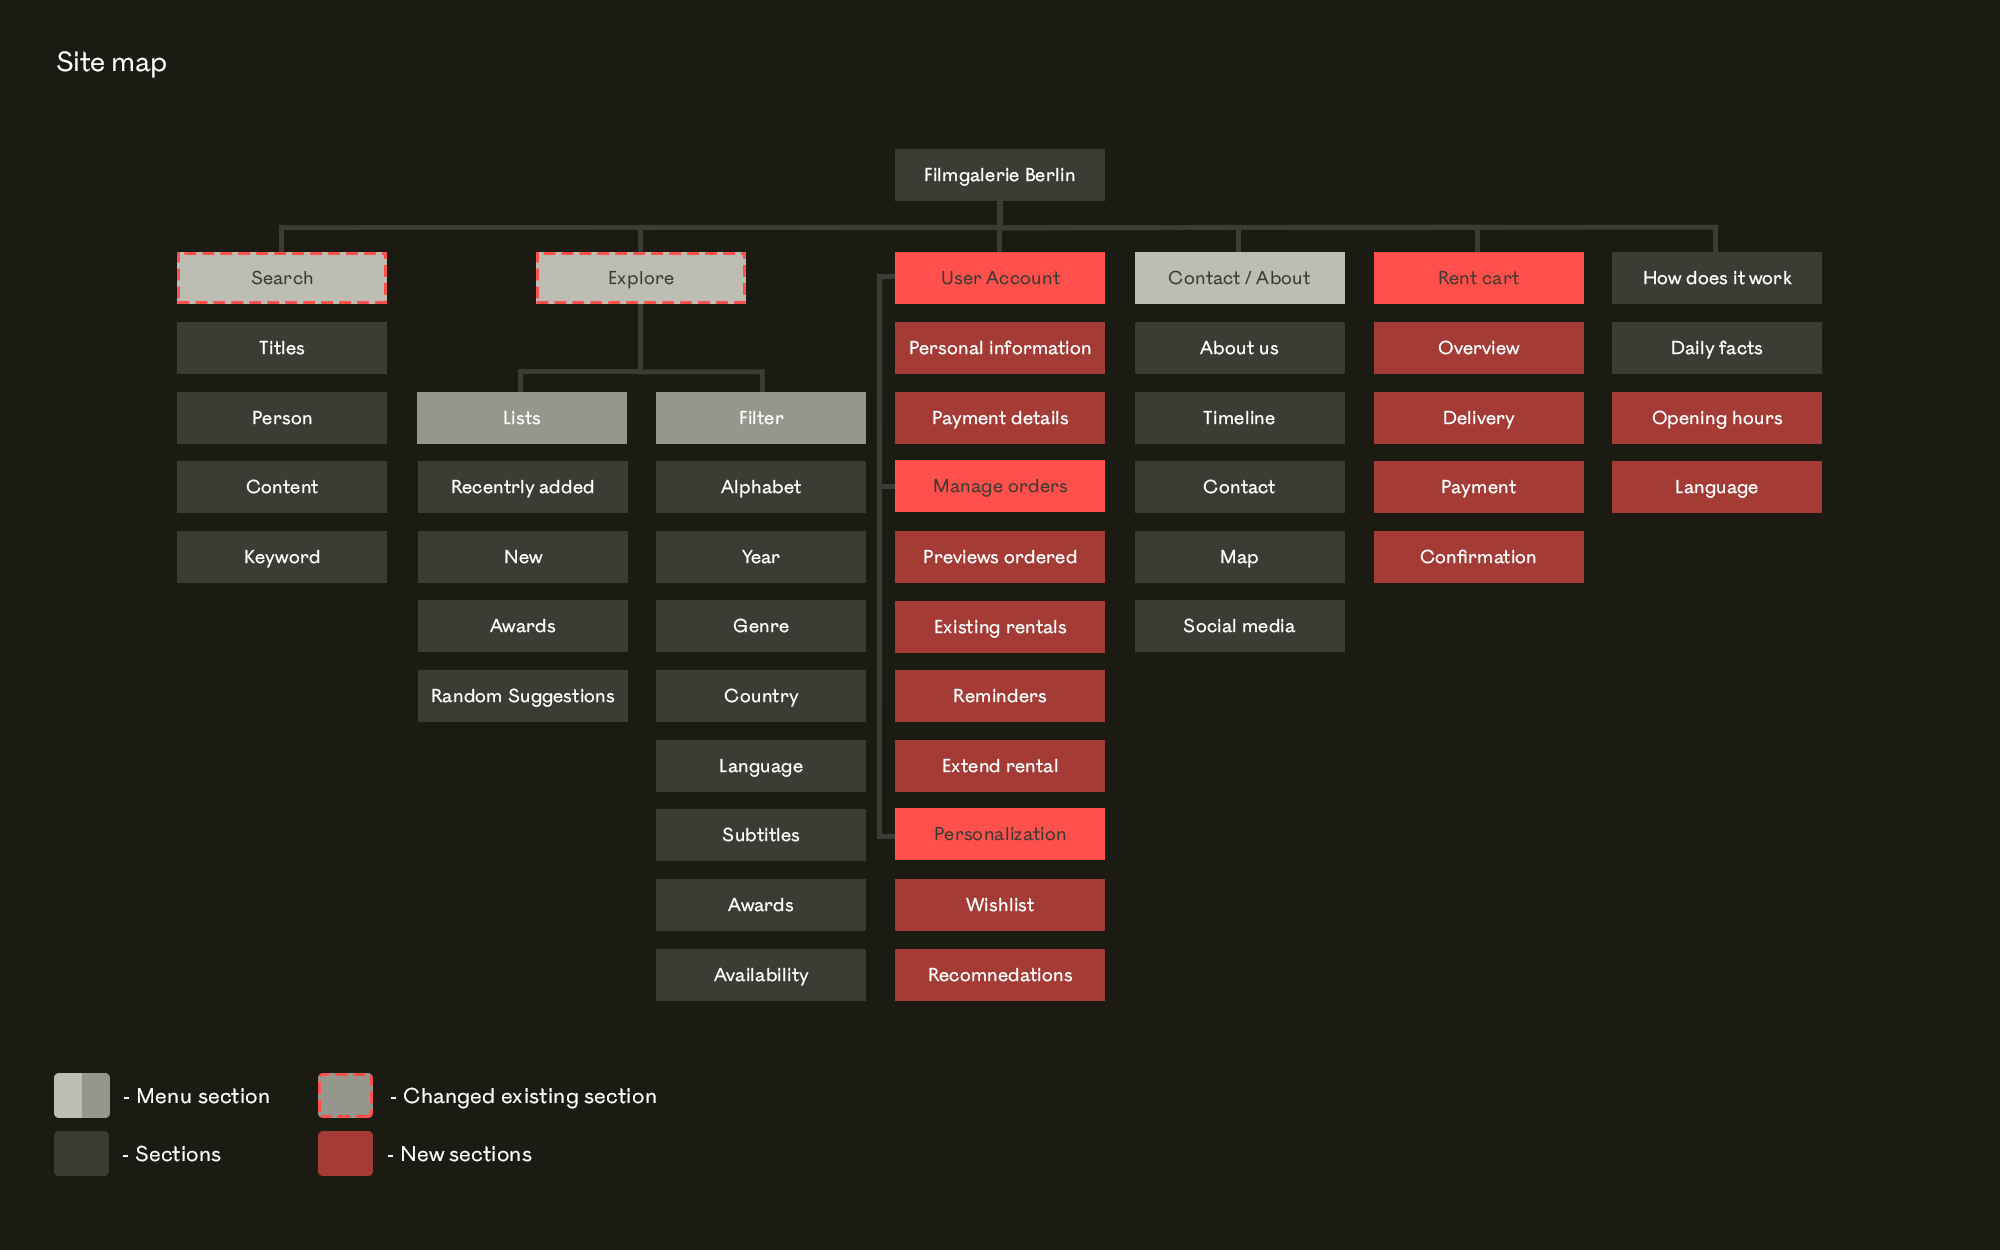 Site map
Filmgalerie Berlin
Search
Titles
Person
Content
Keyword
Explore
Lists
Recentrly added
New
Awards
Random Suggestions
Filter
Alphabet
Year
Genre
Country
Language
Subtitles
Awards
Availability
User Account
Personal information
Payment details
Manage orders
Previews ordered
Existing rentals
Reminders
Extend rental
Personalization
Wishlist
Recomnedations
Contact / About
About us
Timeline
Contact
Map
Social media
Rent cart
Overview
Delivery
Payment
Confirmation
How does it work
Daily facts
Opening hours
Language
- Menu section
- Changed existing section
- Sections
- New sections